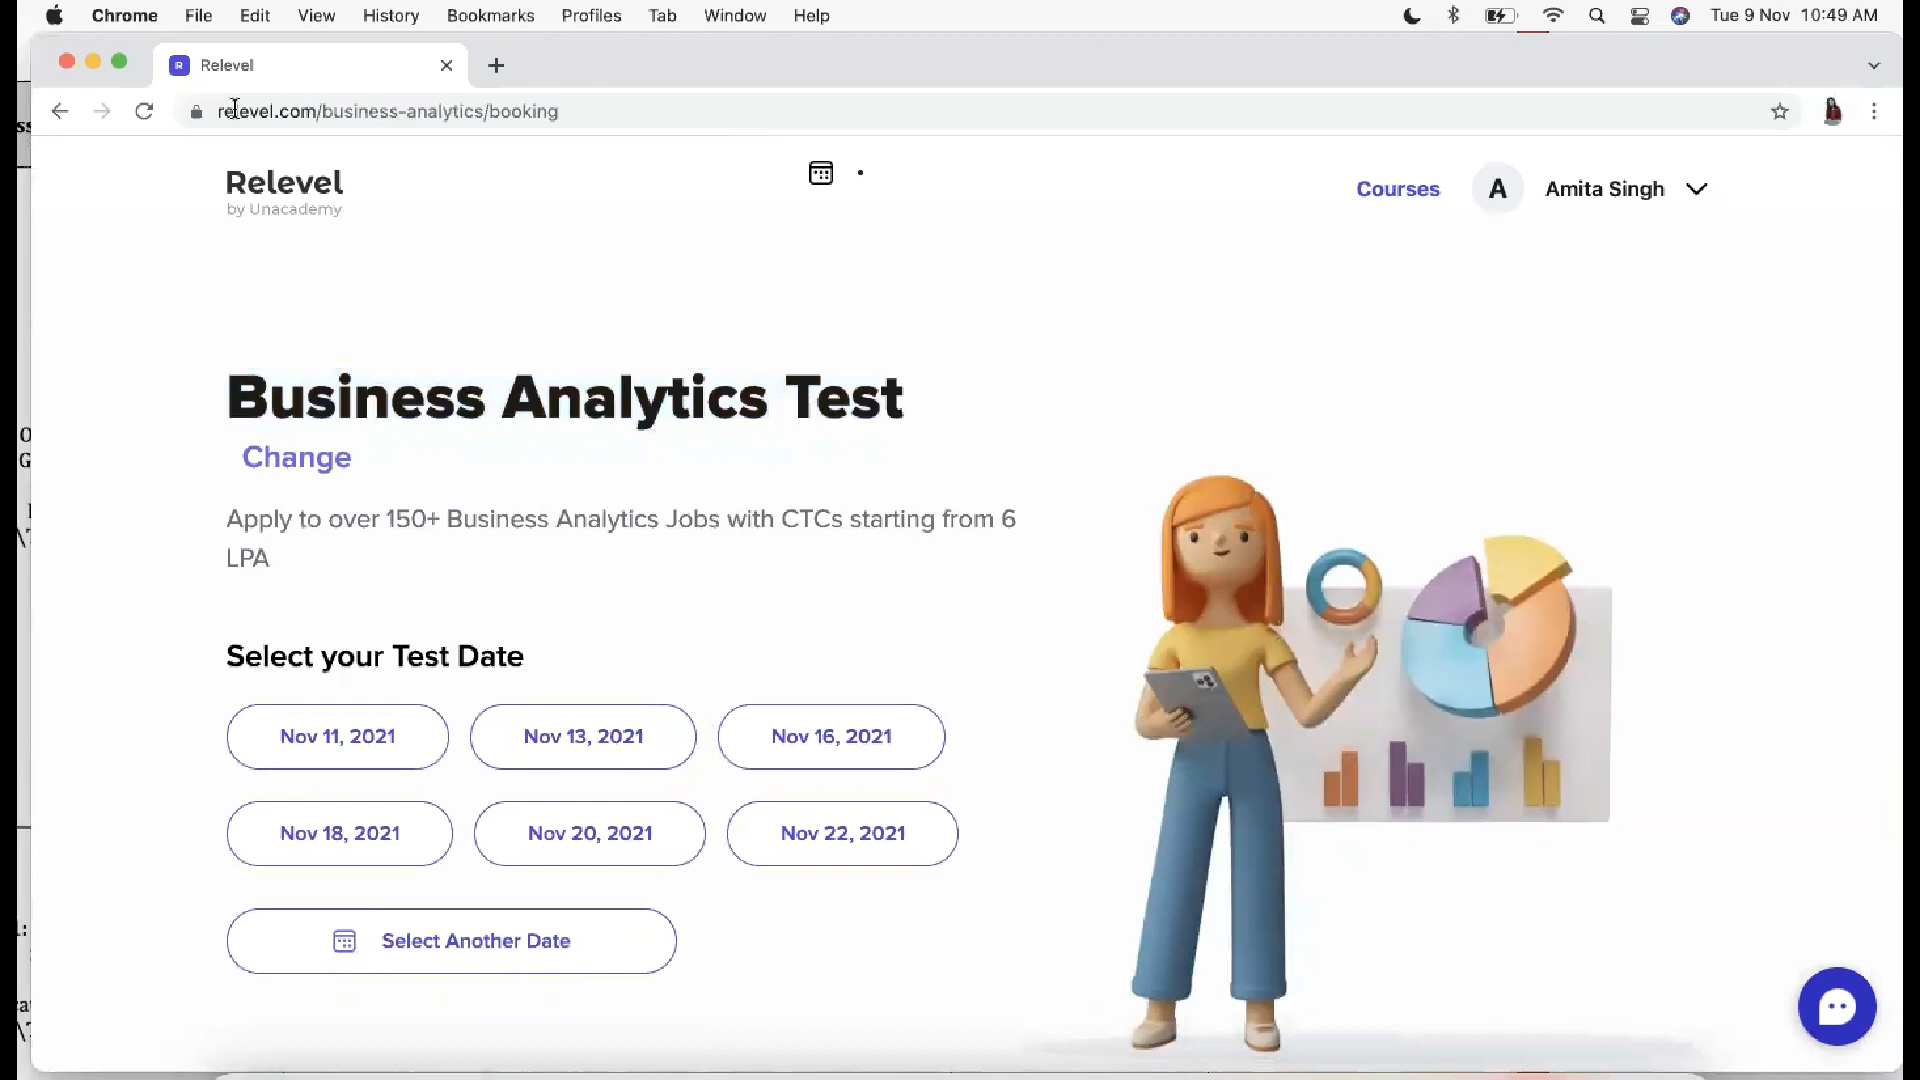 Chrome File Edit View History Bookmarks Profiles Tab Window Help Tue 9 Nov 10:49 AM
R Relevel
relevel.com/business-analytics/booking
Relevel
by Unacademy
Courses A Amita Singh
Business Analytics Test
Change
Apply to over 150+ Business Analytics Jobs with CTCs starting from 6
LPA
Select your Test Date
Nov 11, 2021 Nov 13, 2021 Nov 16, 2021
Nov 18, 2021 Nov 20, 2021 Nov 22, 2021
Select Another Date